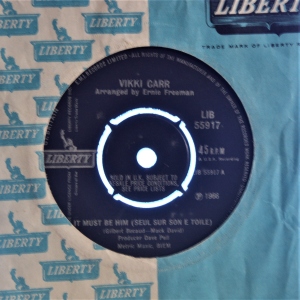 LIBERTY
LIBERTY
TRADE MARK OF LIBERTY
VIKKI CARR
Arranged by Ernie Freeman
LIB
55917
45 RPM
LIBERTY
SOLD IN U.K. SUBJECT TO
RESALE PRICE CONDITIONS,
SEE PRICE LISTS
℗ 1966
IT MUST BE HIM (SEUL SUR SON E TOILE)
(Gilbert Becaud-Mack David)
Producer Dave Pell
LIBERTY
LIBERTY
LIBERTY